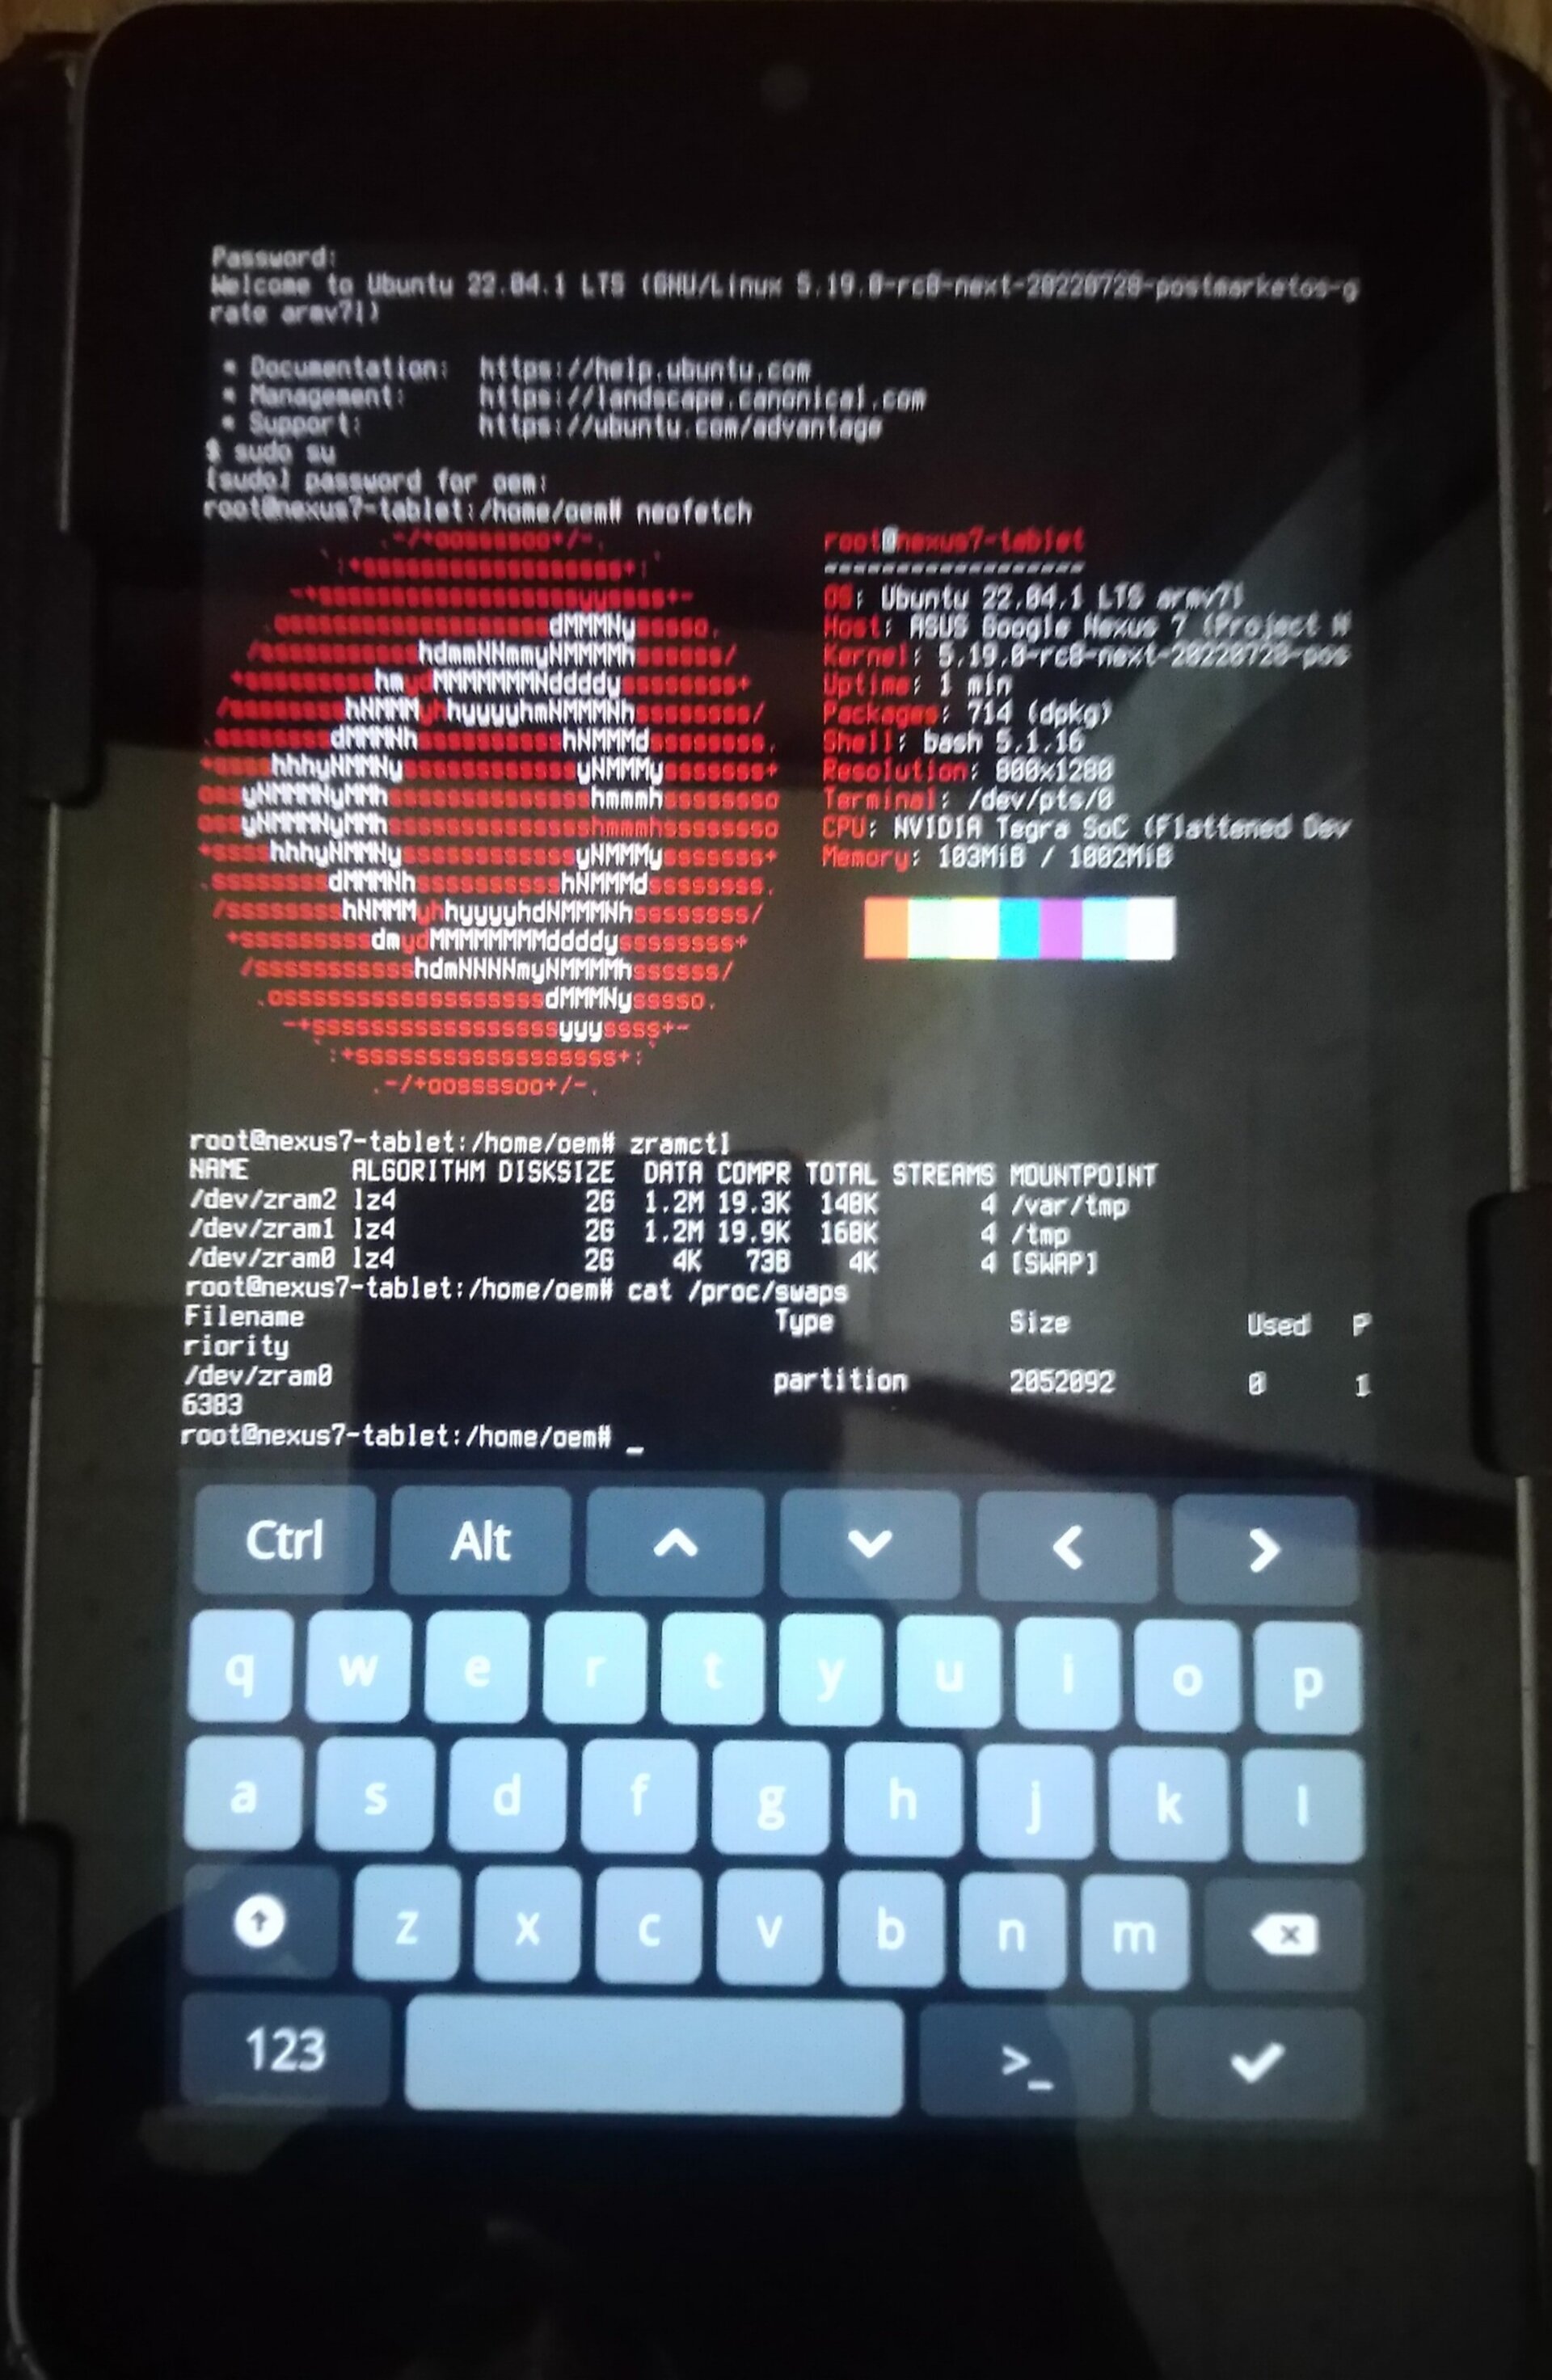 Password:
Welcome to Ubuntu 22.04.1 LTS (GNU/Linux 5.19.0-rc8-next-20220728-postmarketos-g
rate armv7l)
* Documentation: https://help.ubuntu.com
* Management: https://landscape.canonical.com
* Support: https://ubuntu.com/advantage
$ sudo su
[sudo] password for oem:
root@nexus7-tablet:/home/oem# neofetch
.-/+oossssoo+/-. root@nexus7-tablet
`:+ssssssssssssssssss+:` ------------------
-+ssssssssssssssssssyyssss+- OS: Ubuntu 22.04.1 LTS armv7l
.ossssssssssssssssssdMMMNysssso. Host: ASUS Google Nexus 7 (Project N
/ssssssssssshdmmNNmmyNMMMMhssssss/ Kernel: 5.19.0-rc8-next-20220728-pos
+ssssssssshmydMMMMMMMNddddyssssssss+ Uptime: 1 min
/sssssssshNMMMyhhyyyyhmNMMMNhssssssss/ Packages: 714 (dpkg)
.ssssssssdMMMNhsssssssssshNMMMdssssssss. Shell: bash 5.1.16
+sssshhhyNMMNyssssssssssssyNMMMysssssss+ Resolution: 800x1280
ossyNMMMNyMMhsssssssssssssshmmmhssssssso Terminal: /dev/pts/0
ossyNMMMNyMMhsssssssssssssshmmmhssssssso CPU: NVIDIA Tegra SoC (Flattened Dev
+sssshhhyNMMNyssssssssssssyNMMMysssssss+ Memory: 103MiB / 1002MiB
.ssssssssdMMMNhsssssssssshNMMMdssssssss.
/sssssssshNMMMyhhyyyyhdNMMMNhssssssss/
+sssssssssdmydMMMMMMMMddddyssssssss+
/ssssssssssshdmNNNNmyNMMMMhssssss/
.ossssssssssssssssssdMMMNysssso.
-+sssssssssssssssssyyyssss+-
`:+ssssssssssssssssss+:`
.-/+oossssoo+/-.
root@nexus7-tablet:/home/oem# zramctl
NAME ALGORITHM DISKSIZE DATA COMPR TOTAL STREAMS MOUNTPOINT
/dev/zram2 lz4 2G 1.2M 19.3K 148K 4 /var/tmp
/dev/zram1 lz4 2G 1.2M 19.9K 168K 4 /tmp
/dev/zram0 lz4 2G 4K 73B 4K 4 [SWAP]
root@nexus7-tablet:/home/oem# cat /proc/swaps
Filename Type Size Used P
riority
/dev/zram0 partition 2052092 0 1
6383
root@nexus7-tablet:/home/oem# _
Ctrl Alt
q w e r t y u i o p
a s d f g h j k l
z x c v b n m
123 >_